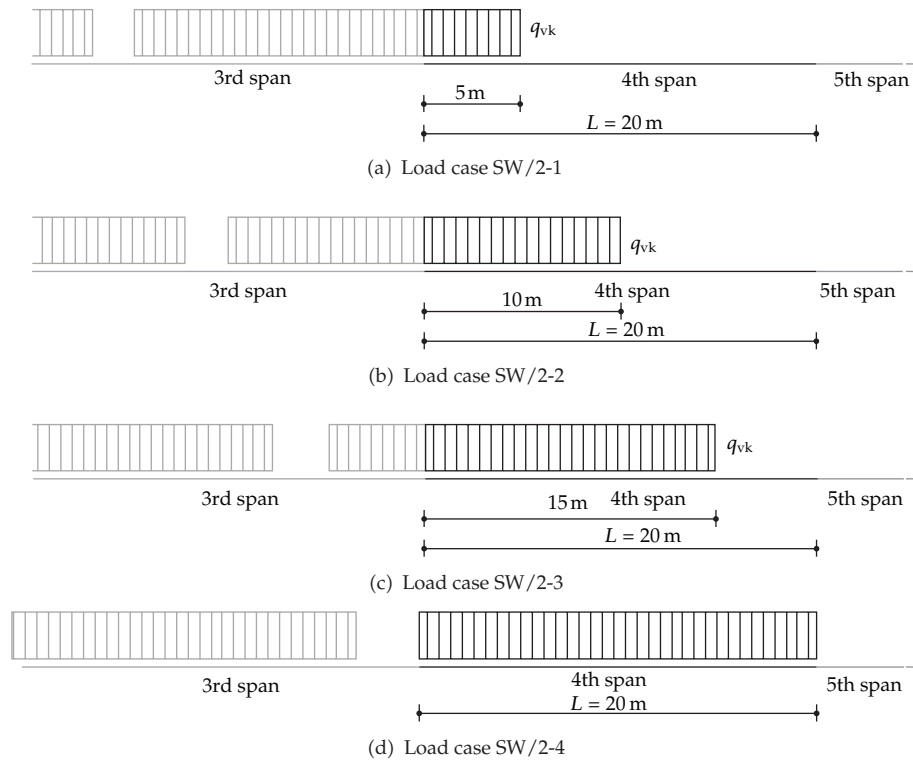 q_vk
3rd span
4th span
5th span
5 m
L = 20 m
(a) Load case SW/2-1
q_vk
3rd span
4th span
5th span
10 m
L = 20 m
(b) Load case SW/2-2
q_vk
3rd span
4th span
5th span
15 m
L = 20 m
(c) Load case SW/2-3
3rd span
4th span
5th span
L = 20 m
(d) Load case SW/2-4